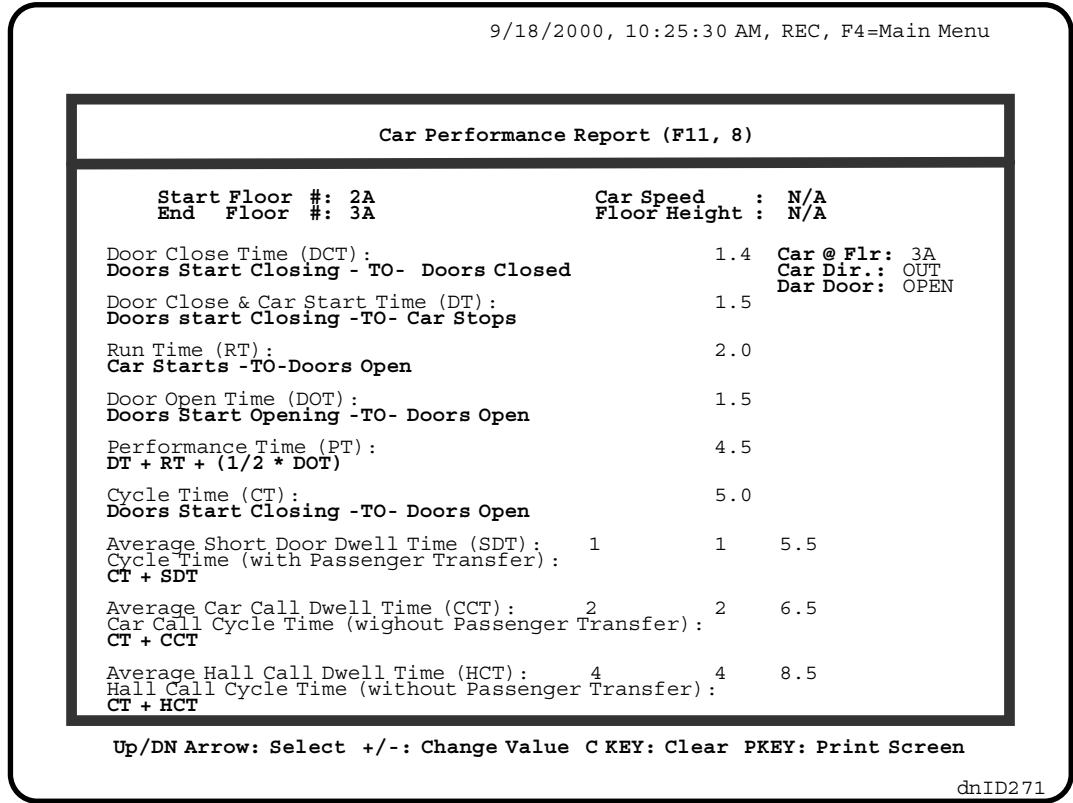 9/18/2000, 10:25:30 AM, REC, F4=Main Menu
Car Performance Report (F11, 8)
Start Floor #: 2A Car Speed : N/A
End Floor #: 3A Floor Height : N/A
Door Close Time (DCT): 1.4 Car @ Flr: 3A
Doors Start Closing - TO- Doors Closed Car Dir.: OUT
Dar Door: OPEN
Door Close & Car Start Time (DT): 1.5
Doors start Closing -TO- Car Stops
Run Time (RT): 2.0
Car Starts -TO-Doors Open
Door Open Time (DOT): 1.5
Doors Start Opening -TO- Doors Open
Performance Time (PT): 4.5
DT + RT + (1/2 * DOT)
Cycle Time (CT): 5.0
Doors Start Closing -TO- Doors Open
Average Short Door Dwell Time (SDT): 1 1 5.5
Cycle Time (with Passenger Transfer):
CT + SDT
Average Car Call Dwell Time (CCT): 2 2 6.5
Car Call Cycle Time (wighout Passenger Transfer):
CT + CCT
Average Hall Call Dwell Time (HCT): 4 4 8.5
Hall Call Cycle Time (without Passenger Transfer):
CT + HCT
Up/DN Arrow: Select +/-: Change Value C KEY: Clear PKEY: Print Screen
dnID271